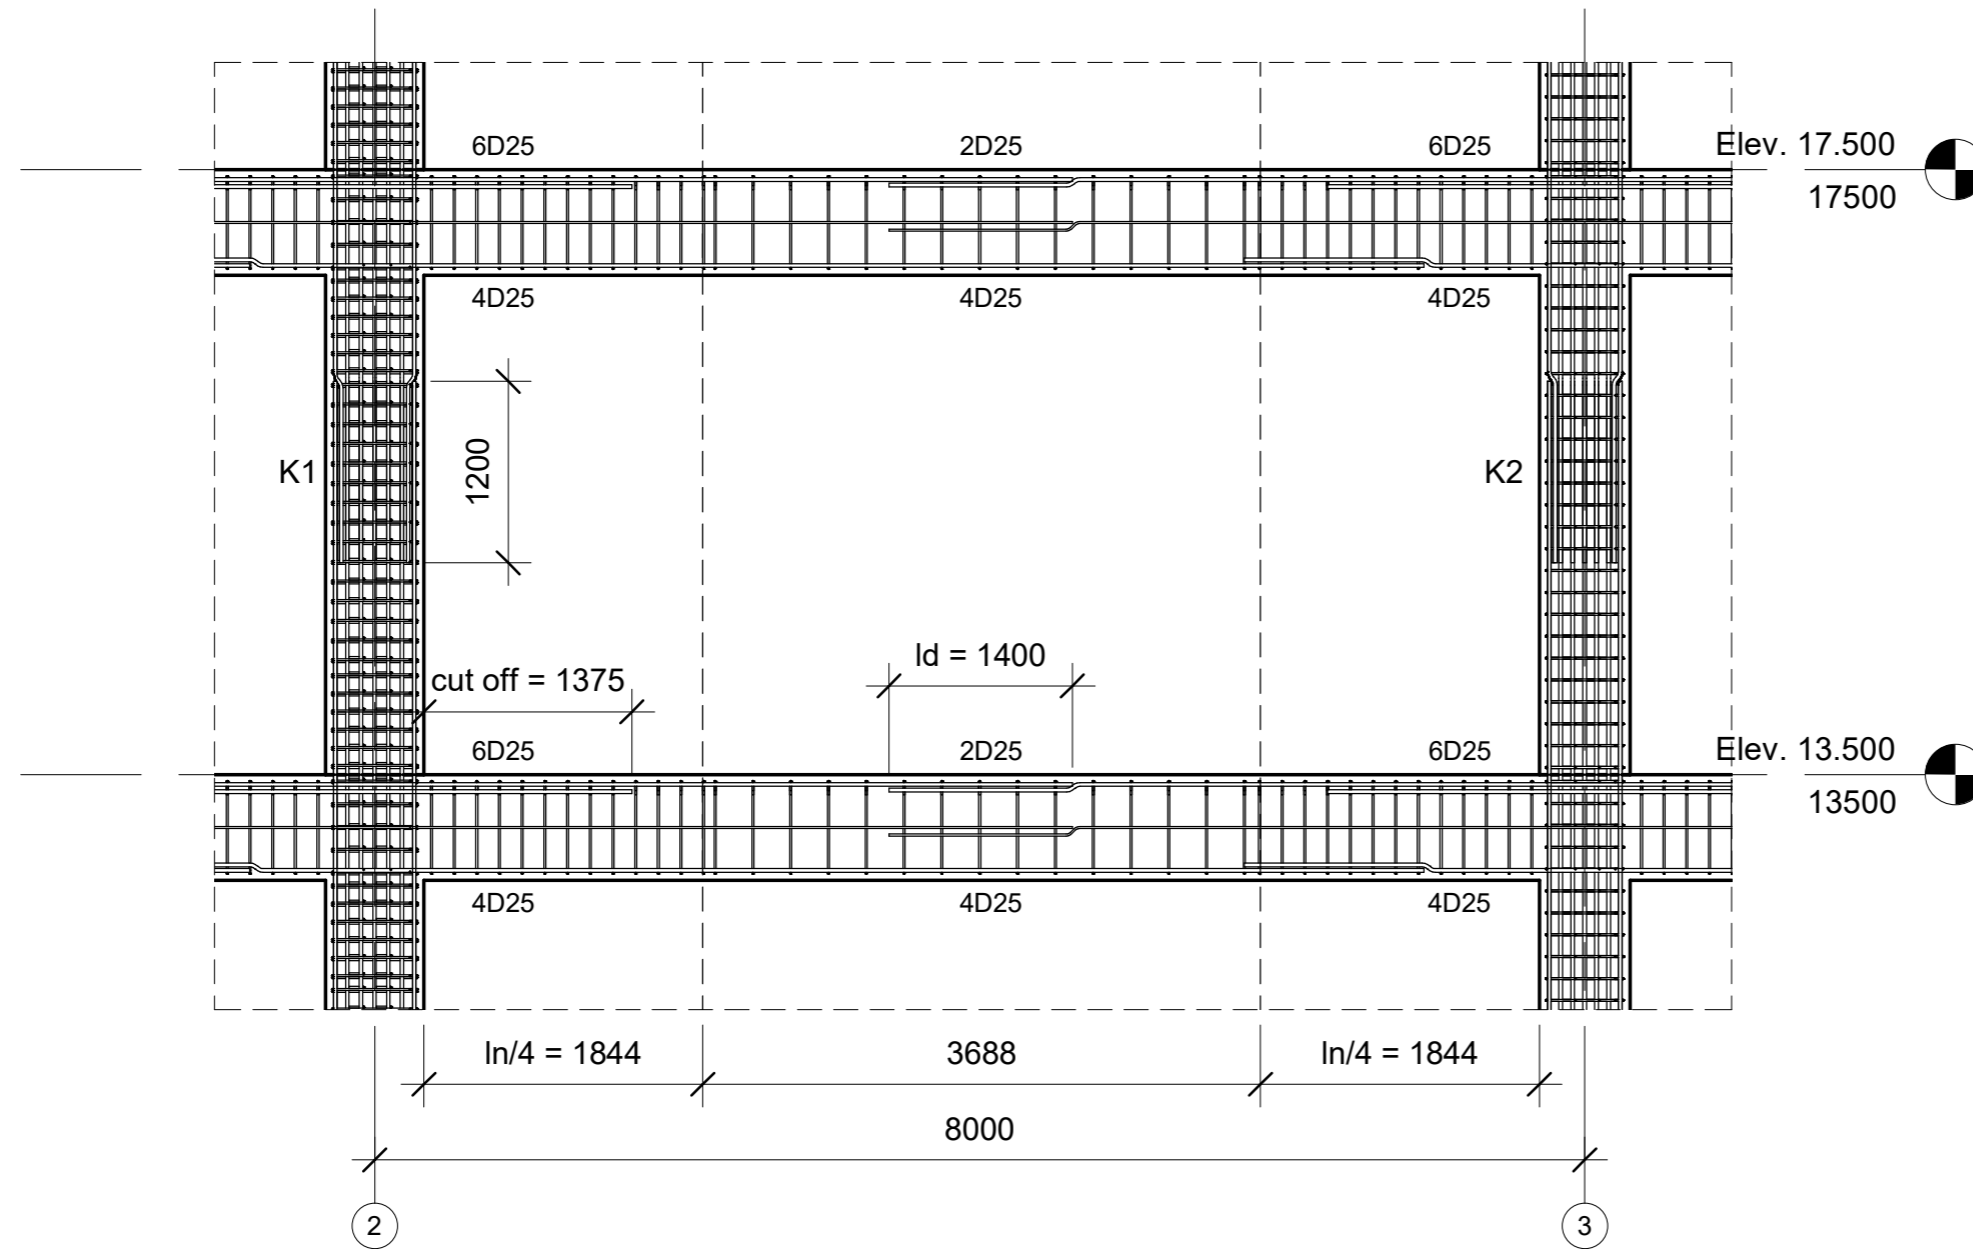 6D25 2D25 6D25 Elev. 17.500
17500
4D25 4D25 4D25
K1 1200 K2
ld = 1400
cut off = 1375
6D25 2D25 6D25 Elev. 13.500
13500
4D25 4D25 4D25
ln/4 = 1844 3688 ln/4 = 1844
8000
2 3